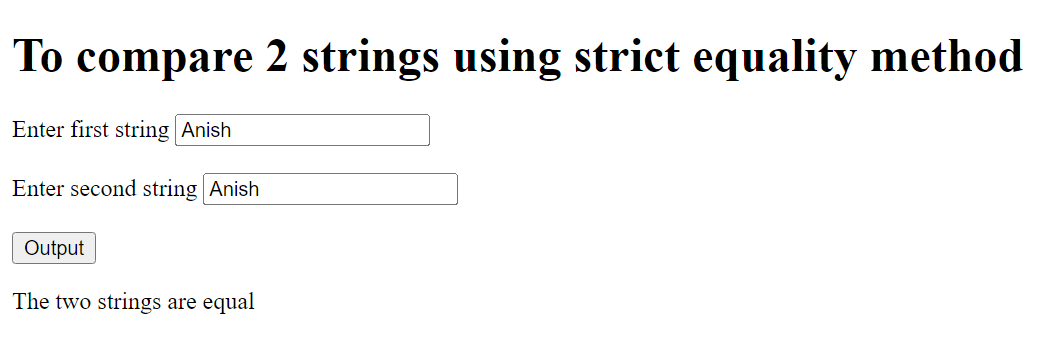 To compare 2 strings using strict equality method
Enter first string Anish
Enter second string Anish
Output
The two strings are equal